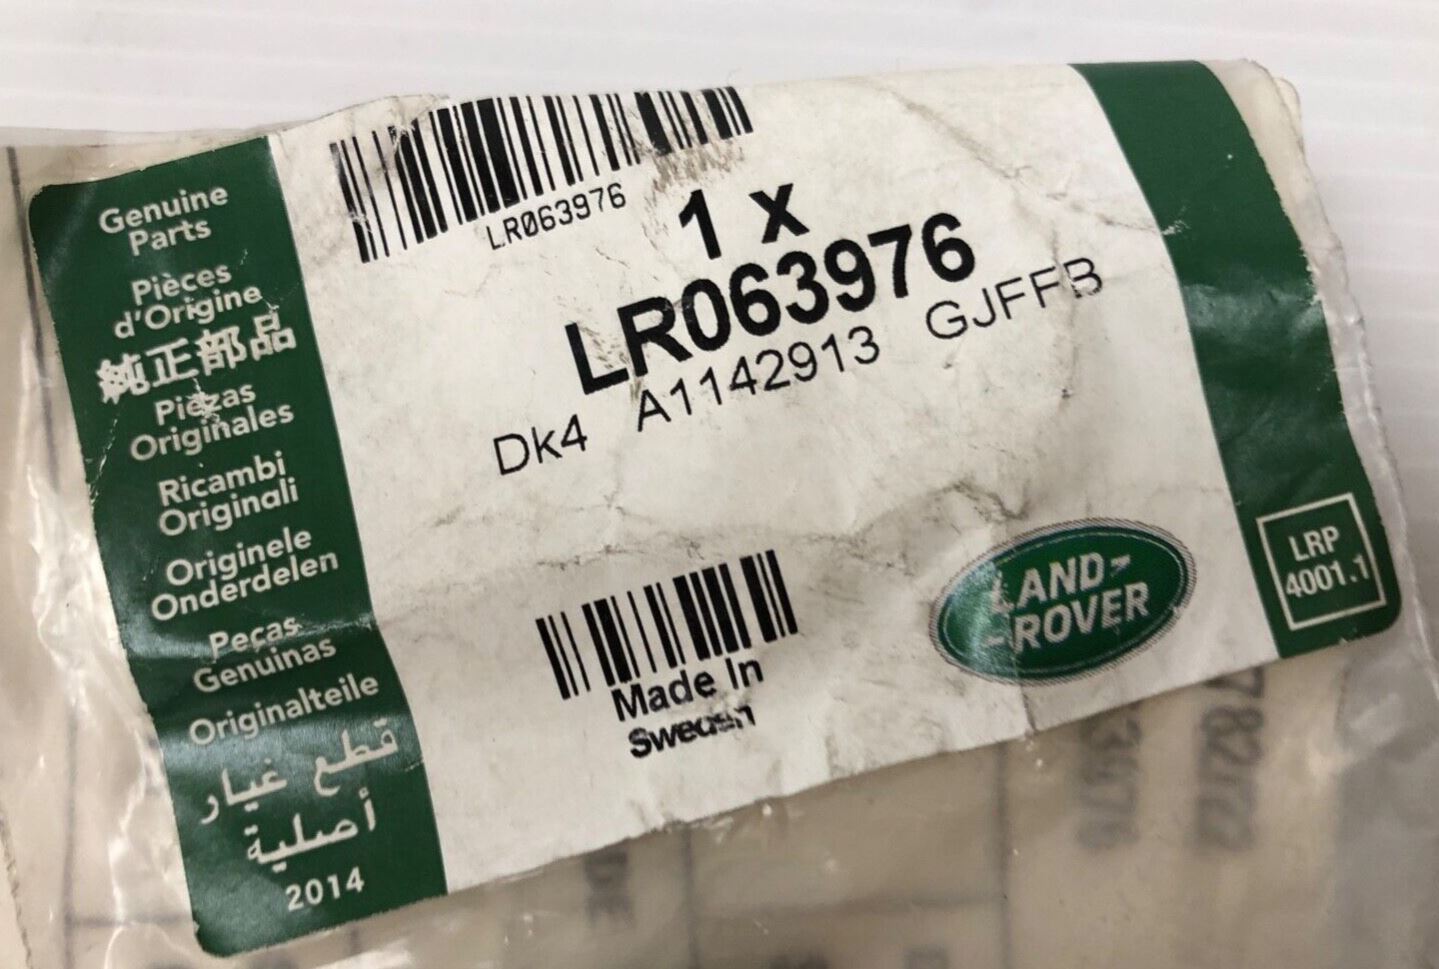 Genuine
Parts
Pièces
d'Origine
純正部品
Piezas
Originales
Ricambi
Originali
Originele
Onderdelen
Peças
Genuinas
Originalteile
قطع غيار
أصلية
2014
LR063976
1 x
LR063976
Dk4 A1142913 GJFFB
Made In
Sweden
LAND-
-ROVER
LRP
4001.1